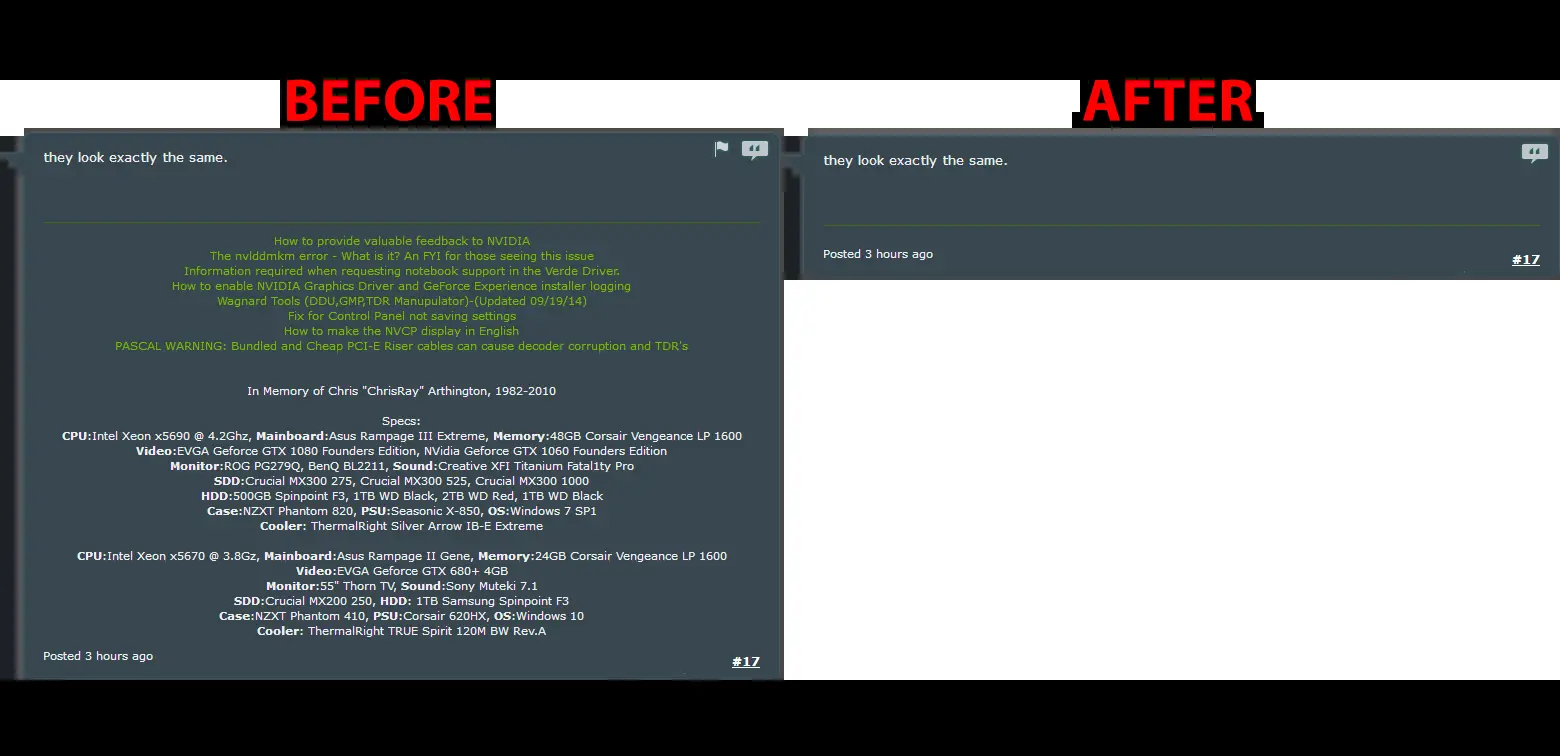 BEFORE
they look exactly the same.
How to provide valuable feedback to NVIDIA
The nvlddmkm error - What is it? An FYI for those seeing this issue
Information required when requesting notebook support in the Verde Driver.
How to enable NVIDIA Graphics Driver and GeForce Experience installer logging
Wagnard Tools (DDU,GMP,TDR Manupulator)-(Updated 09/19/14)
Fix for Control Panel not saving settings
How to make the NVCP display in English
PASCAL WARNING: Bundled and Cheap PCI-E Riser cables can cause decoder corruption and TDR's
In Memory of Chris "ChrisRay" Arthington, 1982-2010
Specs:
CPU:Intel Xeon x5690 @ 4.2Ghz, Mainboard:Asus Rampage III Extreme, Memory:48GB Corsair Vengeance LP 1600
Video:EVGA Geforce GTX 1080 Founders Edition, NVidia Geforce GTX 1060 Founders Edition
Monitor:ROG PG279Q, BenQ BL2211, Sound:Creative XFI Titanium Fatal1ty Pro
SDD:Crucial MX300 275, Crucial MX300 525, Crucial MX300 1000
HDD:500GB Spinpoint F3, 1TB WD Black, 2TB WD Red, 1TB WD Black
Case:NZXT Phantom 820, PSU:Seasonic X-850, OS:Windows 7 SP1
Cooler: ThermalRight Silver Arrow IB-E Extreme
CPU:Intel Xeon x5670 @ 3.8Gz, Mainboard:Asus Rampage II Gene, Memory:24GB Corsair Vengeance LP 1600
Video:EVGA Geforce GTX 680+ 4GB
Monitor:55" Thorn TV, Sound:Sony Muteki 7.1
SDD:Crucial MX200 250, HDD: 1TB Samsung Spinpoint F3
Case:NZXT Phantom 410, PSU:Corsair 620HX, OS:Windows 10
Cooler: ThermalRight TRUE Spirit 120M BW Rev.A
Posted 3 hours ago
#17
AFTER
they look exactly the same.
Posted 3 hours ago
#17